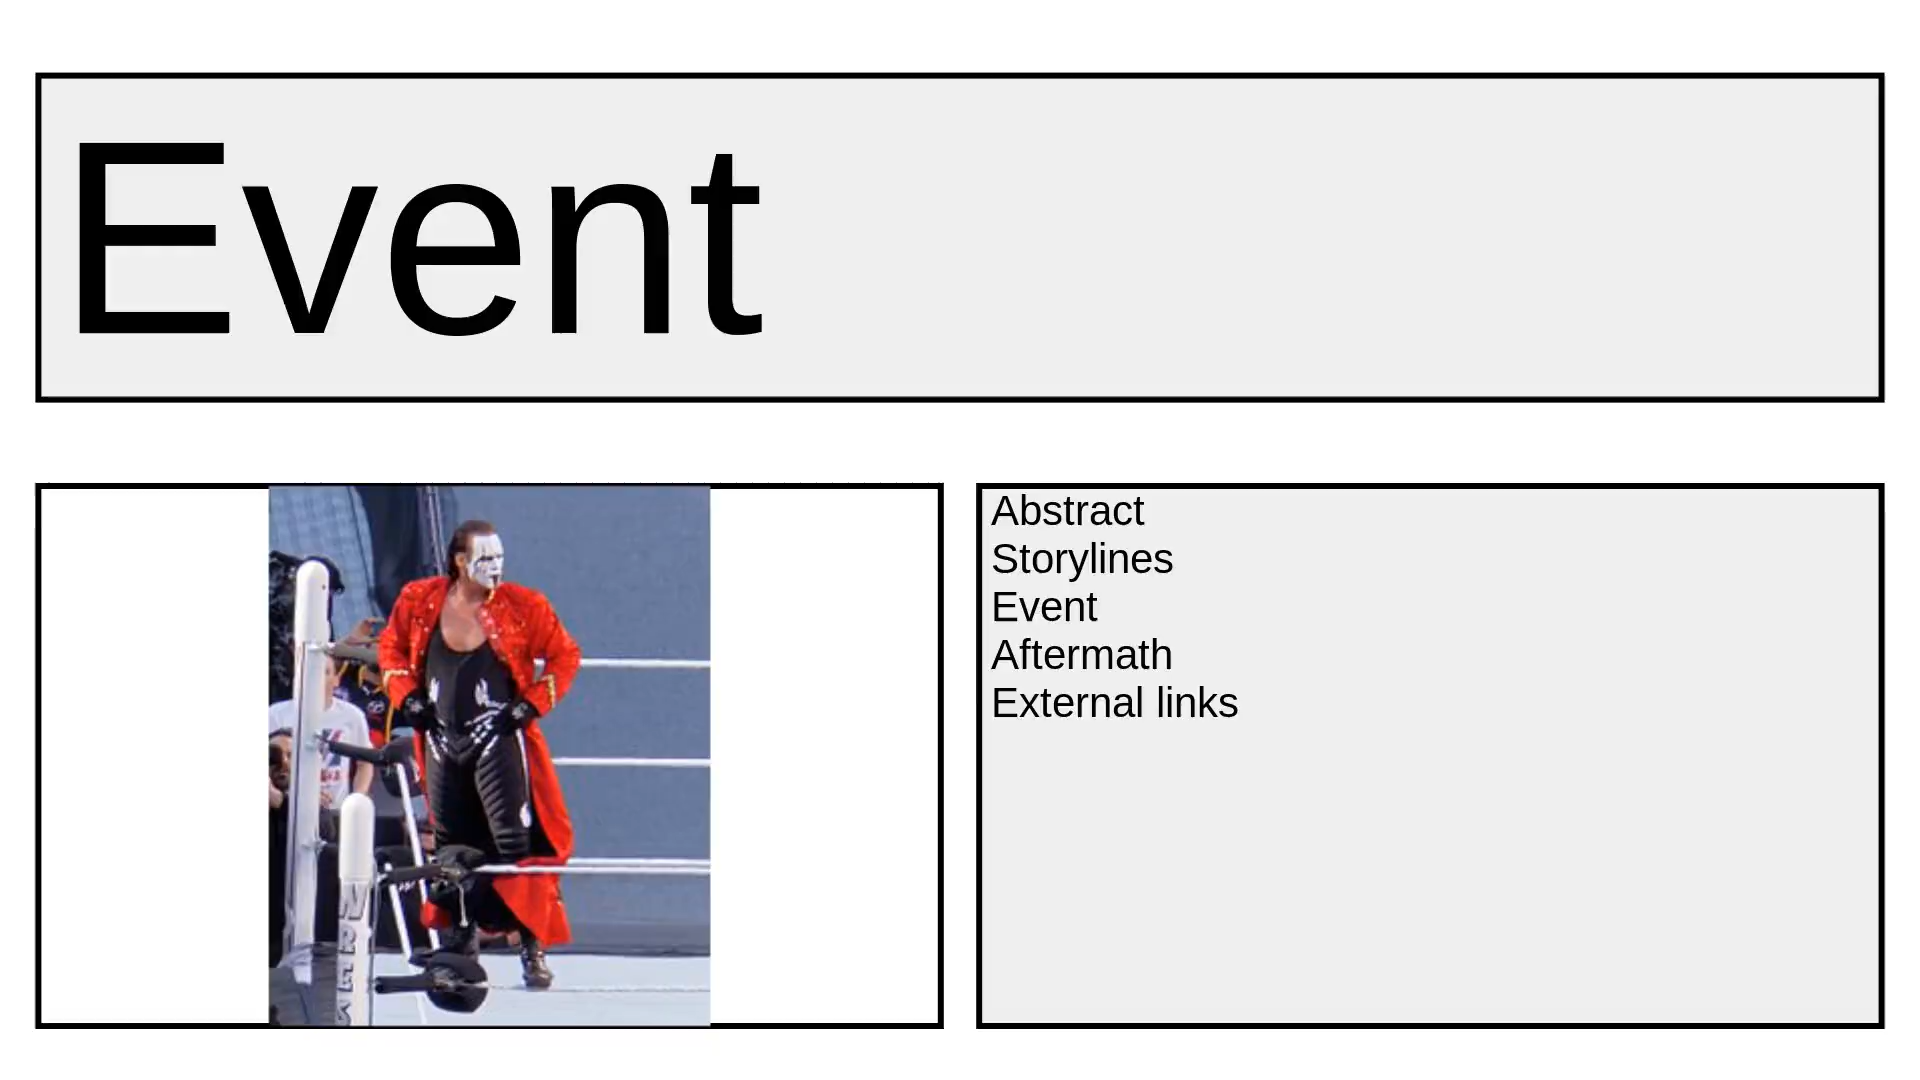 Event
Abstract
Storylines
Event
Aftermath
External links